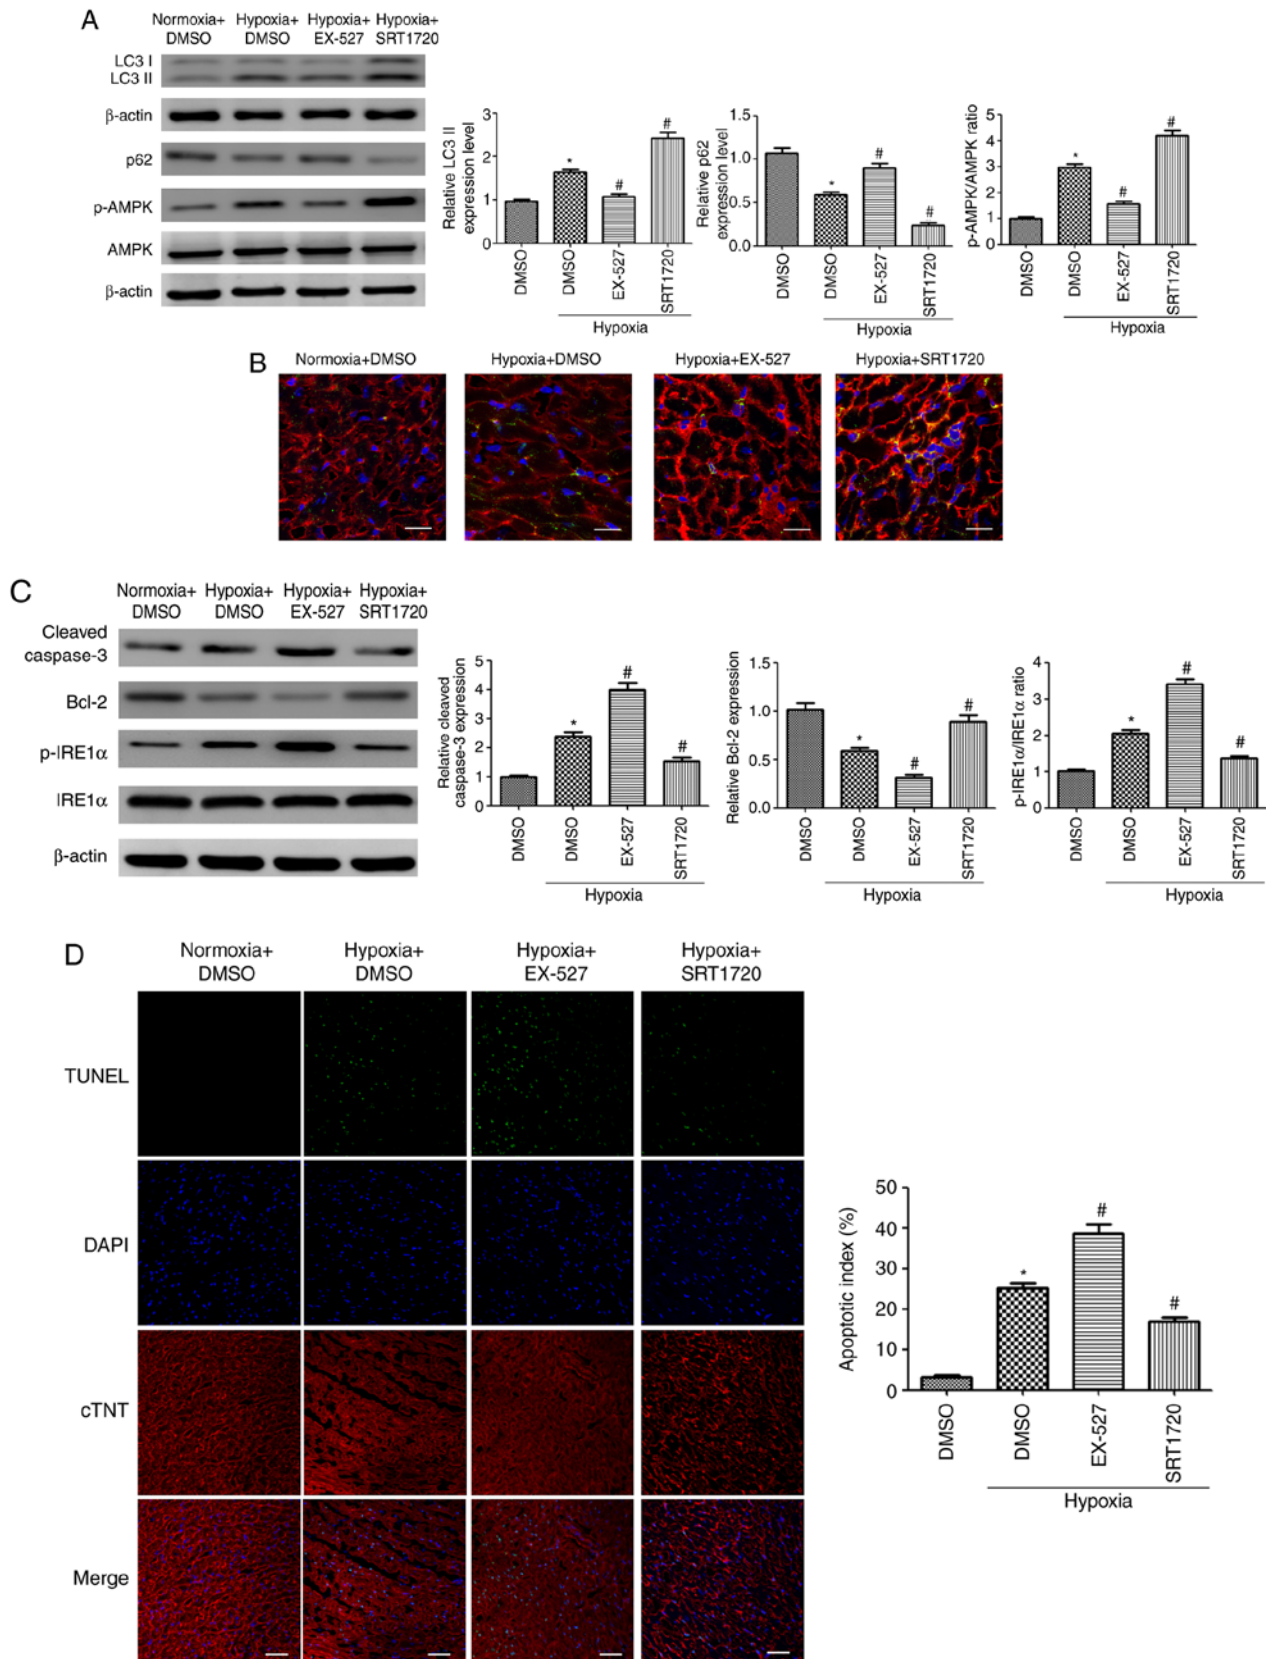 A
Normoxia+ Hypoxia+ Hypoxia+ Hypoxia+
DMSO DMSO EX-527 SRT1720
LC3 I
LC3 II
β-actin
p62
p-AMPK
AMPK
β-actin
Relative LC3 II
expression level
3
2
1
0
*
#
#
DMSO
DMSO
EX-527
SRT1720
Hypoxia
Relative p62
expression level
1.5
1.0
0.5
0.0
*
#
#
DMSO
DMSO
EX-527
SRT1720
Hypoxia
p-AMPK/AMPK ratio
5
4
3
2
1
0
*
#
#
DMSO
DMSO
EX-527
SRT1720
Hypoxia
B
Normoxia+DMSO Hypoxia+DMSO Hypoxia+EX-527 Hypoxia+SRT1720
C
Normoxia+ Hypoxia+ Hypoxia+ Hypoxia+
DMSO DMSO EX-527 SRT1720
Cleaved
caspase-3
Bcl-2
p-IRE1α
IRE1α
β-actin
Relative cleaved
caspase-3 expression
5
4
3
2
1
0
*
#
#
DMSO
DMSO
EX-527
SRT1720
Hypoxia
Relative Bcl-2 expression
1.5
1.0
0.5
0.0
*
#
#
DMSO
DMSO
EX-527
SRT1720
Hypoxia
p-IRE1α/IRE1α ratio
4
3
2
1
0
*
#
#
DMSO
DMSO
EX-527
SRT1720
Hypoxia
D
Normoxia+ Hypoxia+ Hypoxia+ Hypoxia+
DMSO DMSO EX-527 SRT1720
TUNEL
DAPI
cTNT
Merge
Apoptotic index (%)
50
40
30
20
10
0
*
#
#
DMSO
DMSO
EX-527
SRT1720
Hypoxia